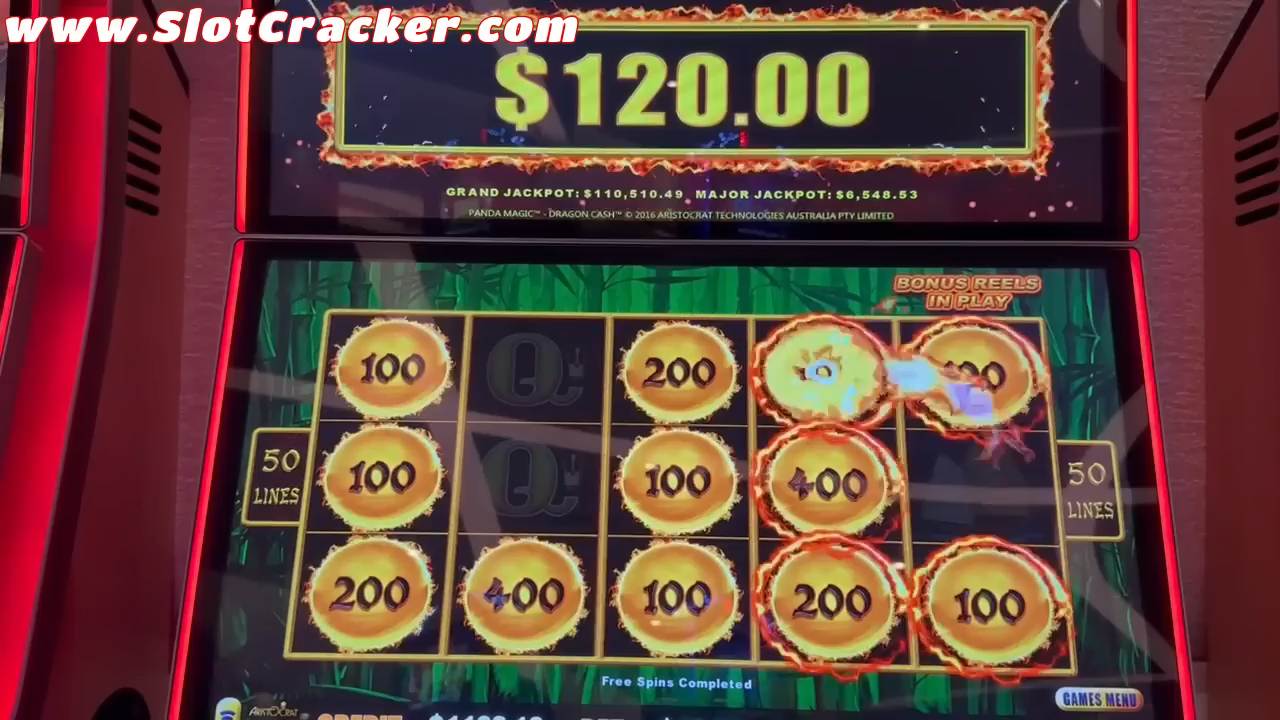 www.SlotCracker.com
$120.00
GRAND JACKPOT: $110,510.49 MAJOR JACKPOT: $6,548.53
PANDA MAGIC™ - DRAGON CASH™ © 2016 ARISTOCRAT TECHNOLOGIES AUSTRALIA PTY LIMITED
BONUS REELS
IN PLAY
100 Q 200
100 Q 100 400
200 400 100 200 100
50
LINES
50
LINES
Free Spins Completed
GAMES MENU
ARISTOCRAT
CREDIT